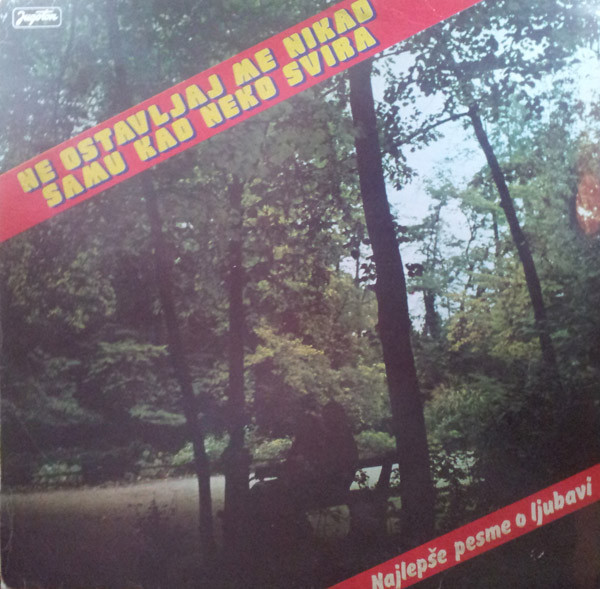 Jugoton
NE OSTAVLJAJ ME NIKAD
SAMU KAD NEKO SVIRA
Najlepše pesme o ljubavi